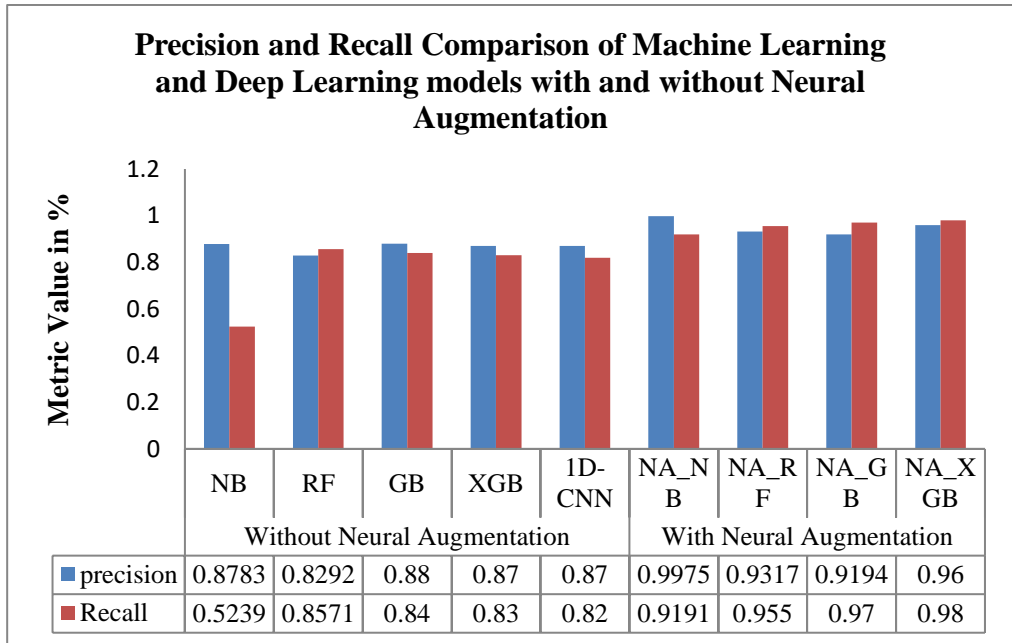 Precision and Recall Comparison of Machine Learning
and Deep Learning models with and without Neural
Augmentation
Metric Value in %
1.2
1
0.8
0.6
0.4
0.2
0
NB RF GB XGB 1D-
CNN NA_N
B NA_R
F NA_G
B NA_X
GB
Without Neural Augmentation With Neural Augmentation
precision 0.8783 0.8292 0.88 0.87 0.87 0.9975 0.9317 0.9194 0.96
Recall 0.5239 0.8571 0.84 0.83 0.82 0.9191 0.955 0.97 0.98